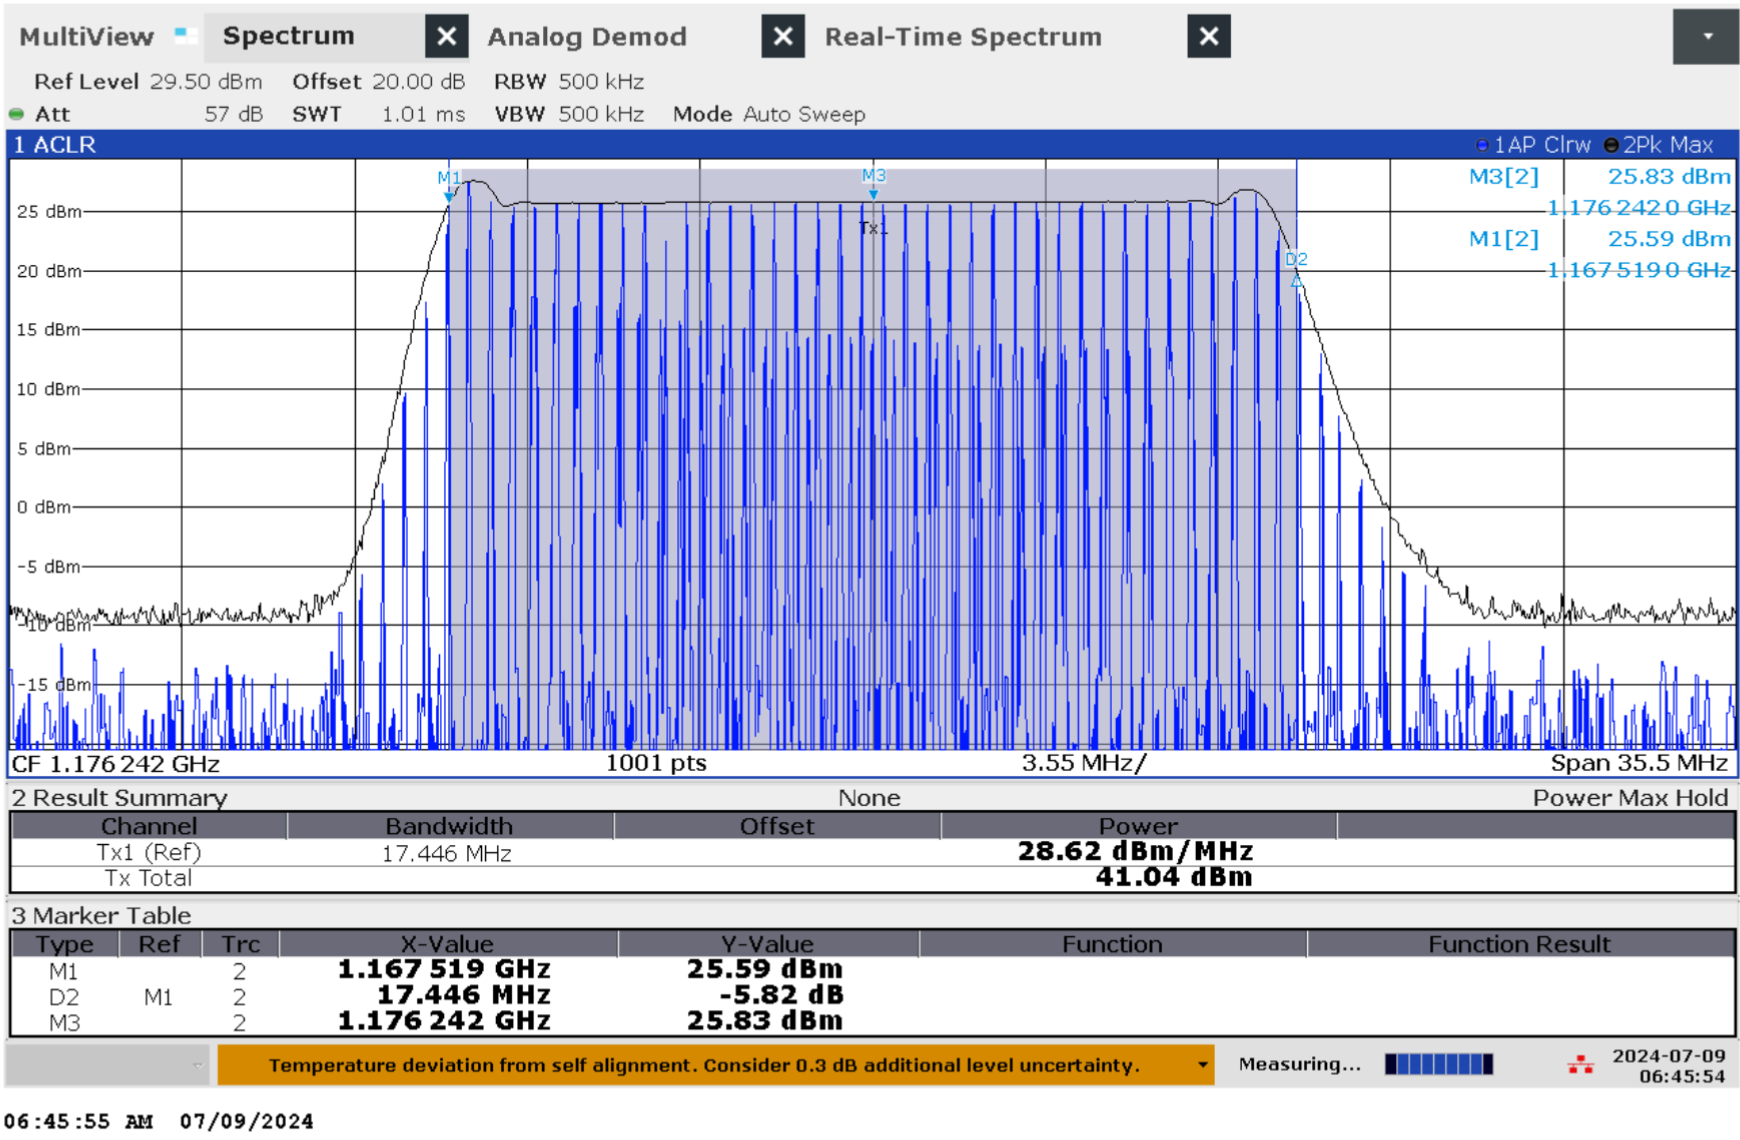 MultiView Spectrum Analog Demod Real-Time Spectrum
Ref Level 29.50 dBm Offset 20.00 dB RBW 500 kHz
Att 57 dB SWT 1.01 ms VBW 500 kHz Mode Auto Sweep
1 ACLR 1AP Clrw 2Pk Max
M1 M3 M3[2] 25.83 dBm
1.176 242 0 GHz
25 dBm
Tx1
M1[2] 25.59 dBm
D2
20 dBm 1.167 519 0 GHz
15 dBm
10 dBm
5 dBm
0 dBm
-5 dBm
-10 dBm
-15 dBm
CF 1.176 242 GHz 1001 pts 3.55 MHz/ Span 35.5 MHz
2 Result Summary None Power Max Hold
Channel Bandwidth Offset Power
Tx1 (Ref) 17.446 MHz 28.62 dBm/MHz
Tx Total 41.04 dBm
3 Marker Table
Type Ref Trc X-Value Y-Value Function Function Result
M1 2 1.167 519 GHz 25.59 dBm
D2 M1 2 17.446 MHz -5.82 dB
M3 2 1.176 242 GHz 25.83 dBm
Temperature deviation from self alignment. Consider 0.3 dB additional level uncertainty. Measuring... 2024-07-09
06:45:54
06:45:55 AM 07/09/2024